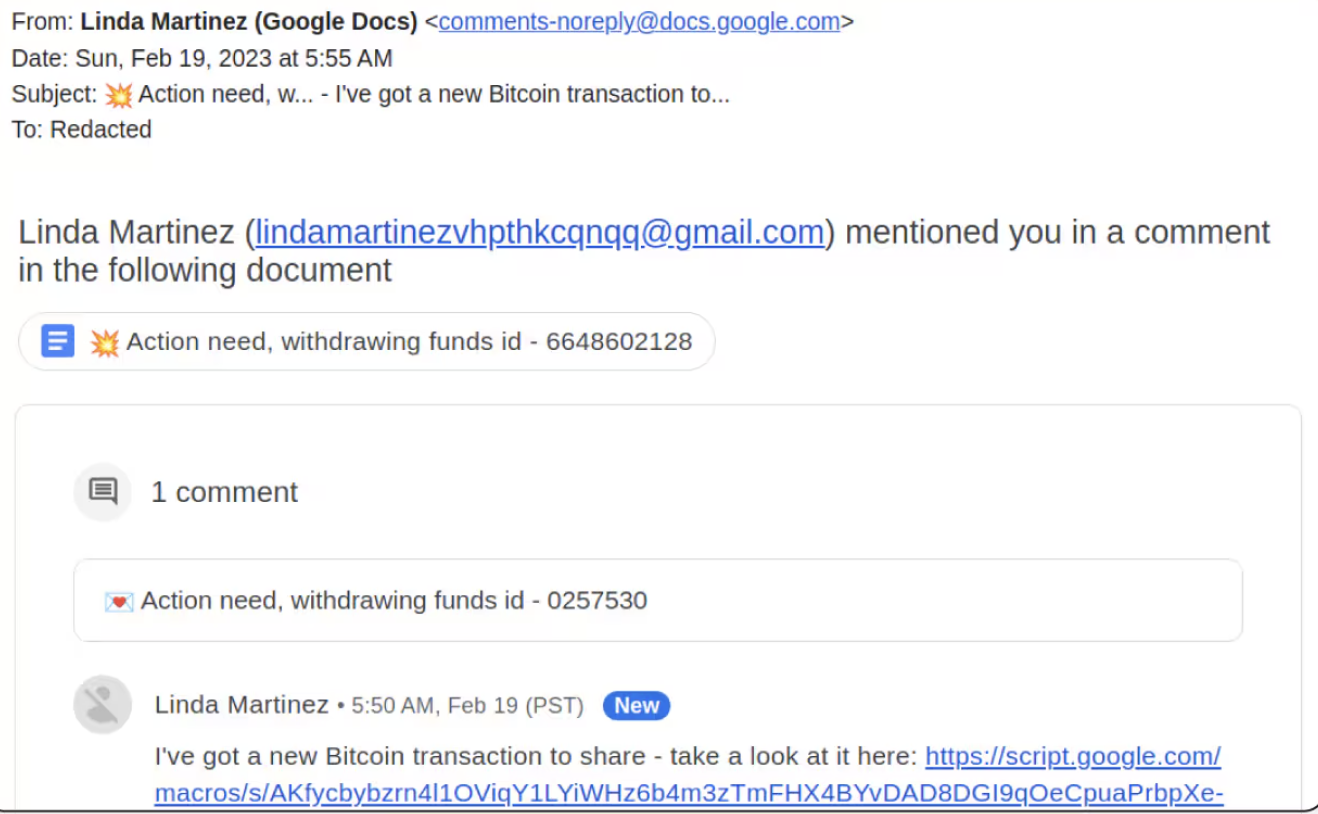 From: Linda Martinez (Google Docs) <comments-noreply@docs.google.com>
Date: Sun, Feb 19, 2023 at 5:55 AM
Subject: 💥 Action need, w... - I've got a new Bitcoin transaction to...
To: Redacted
Linda Martinez (lindamartinezvhpthkcqnqq@gmail.com) mentioned you in a comment
in the following document
💥 Action need, withdrawing funds id - 6648602128
1 comment
💌 Action need, withdrawing funds id - 0257530
Linda Martinez • 5:50 AM, Feb 19 (PST) New
I've got a new Bitcoin transaction to share - take a look at it here: https://script.google.com/
macros/s/AKfycbybzrn4l1OViqY1LYiWHz6b4m3zTmFHX4BYvDAD8DGI9qOeCpuaPrbpXe-